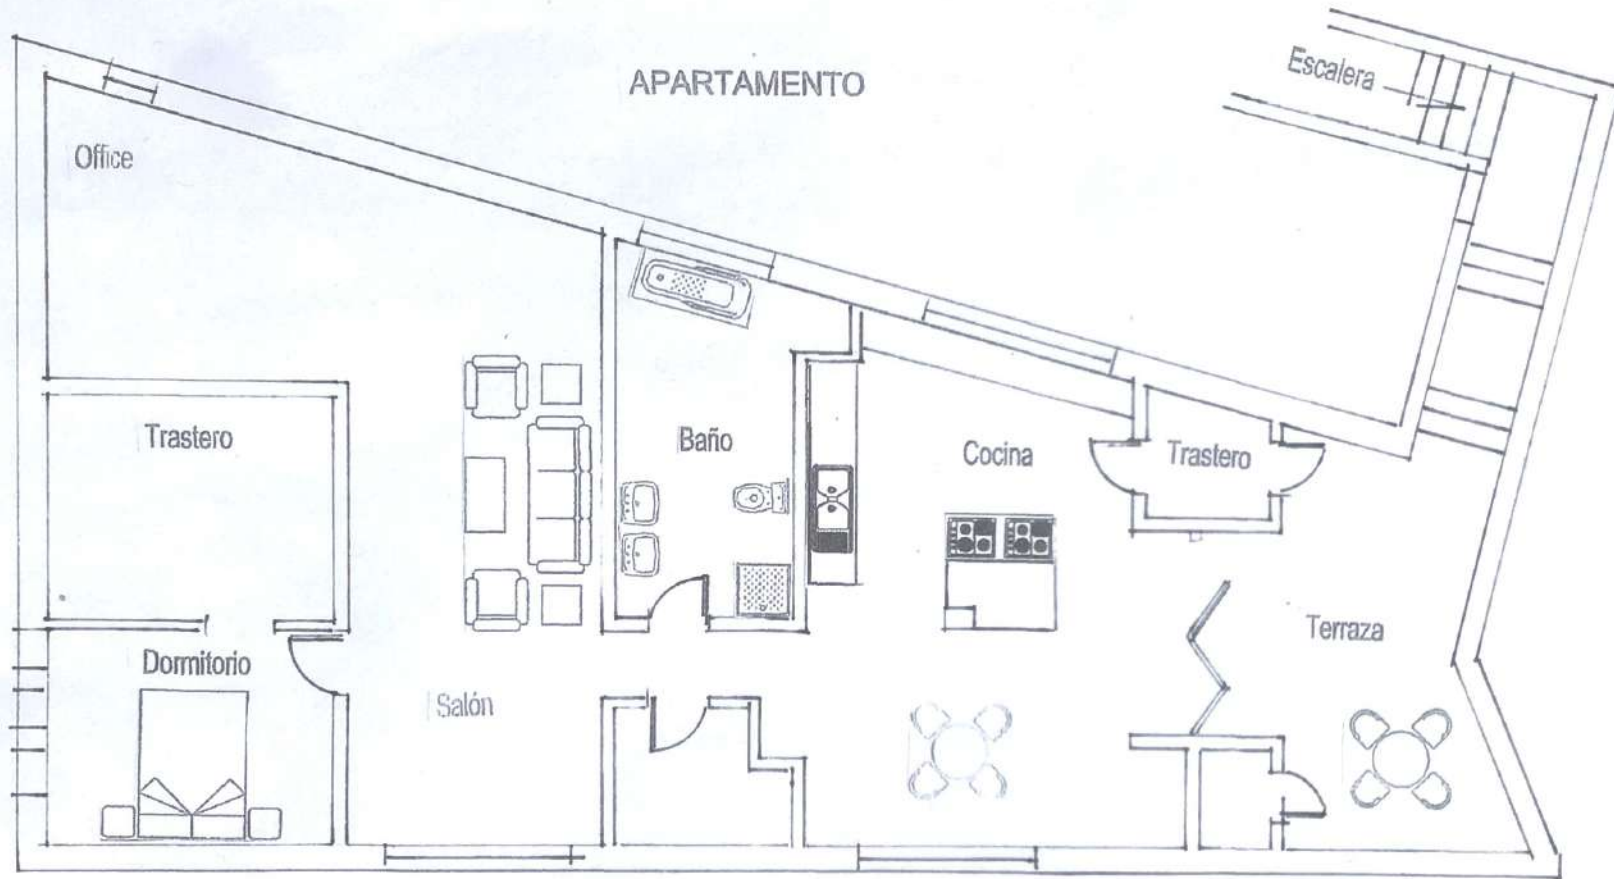 APARTAMENTO
Escalera
Office
Trastero
Baño
Cocina
Trastero
Dormitorio
Salón
Terraza